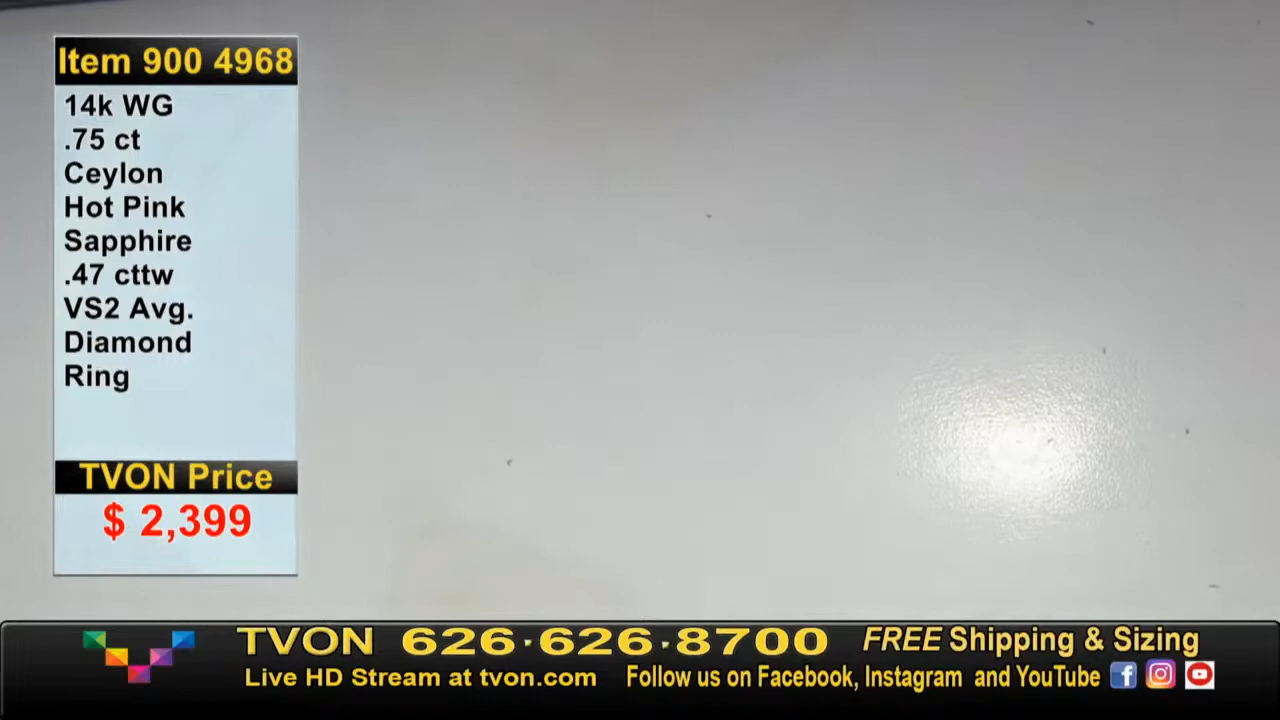 Item 900 4968
14k WG
.75 ct
Ceylon
Hot Pink
Sapphire
.47 cttw
VS2 Avg.
Diamond
Ring
TVON Price
$ 2,399
TVON 626·626·8700 FREE Shipping & Sizing
Live HD Stream at tvon.com Follow us on Facebook, Instagram and YouTube